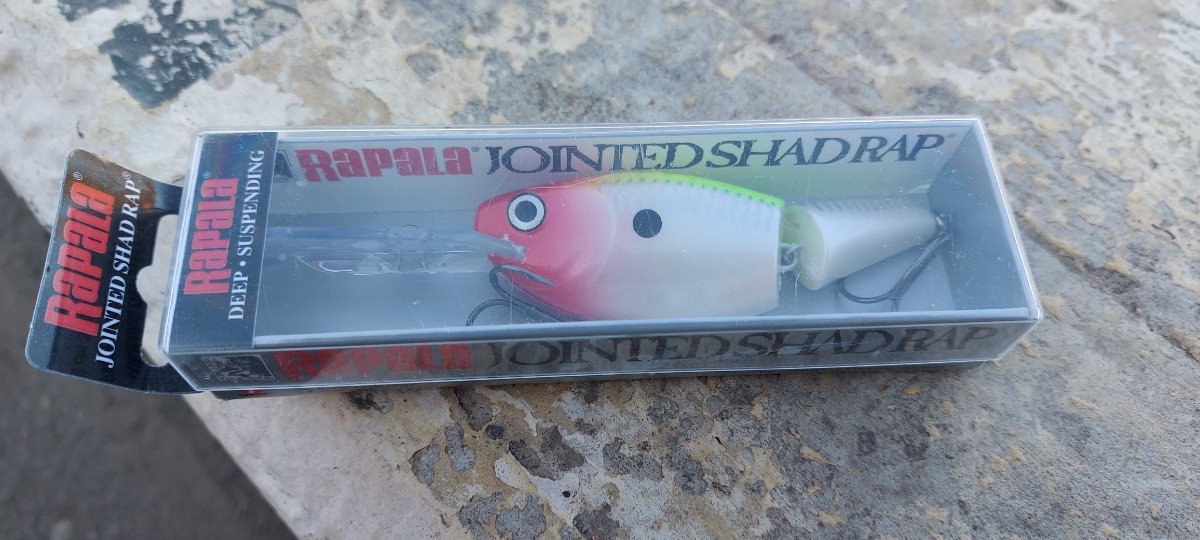 RAPALA® JOINTED SHAD RAP®
RAPALA®
JOINTED SHAD RAP®
RAPALA®
DEEP • SUSPENDING
RAPALA JOINTED SHAD RAP